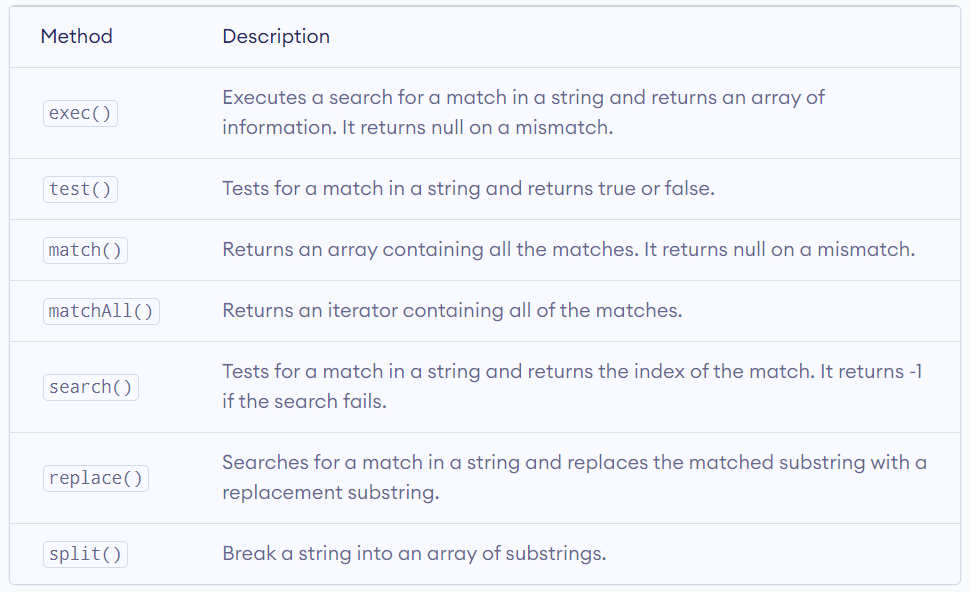 Method Description
exec() Executes a search for a match in a string and returns an array of
information. It returns null on a mismatch.
test() Tests for a match in a string and returns true or false.
match() Returns an array containing all the matches. It returns null on a mismatch.
matchAll() Returns an iterator containing all of the matches.
search() Tests for a match in a string and returns the index of the match. It returns -1
if the search fails.
replace() Searches for a match in a string and replaces the matched substring with a
replacement substring.
split() Break a string into an array of substrings.